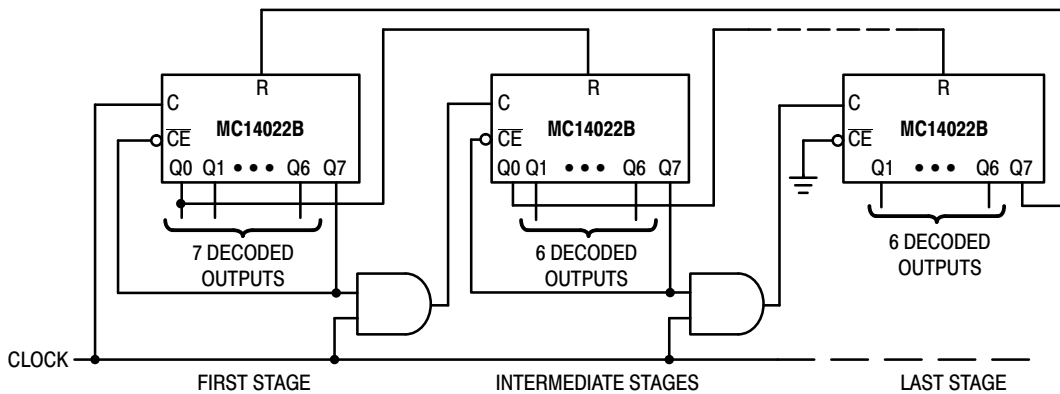 R R R
C C C
MC14022B MC14022B MC14022B
CE CE CE
Q0 Q1 ••• Q6 Q7 Q0 Q1 ••• Q6 Q7 Q1 ••• Q6 Q7
7 DECODED
OUTPUTS
6 DECODED
OUTPUTS
6 DECODED
OUTPUTS
CLOCK
FIRST STAGE INTERMEDIATE STAGES LAST STAGE